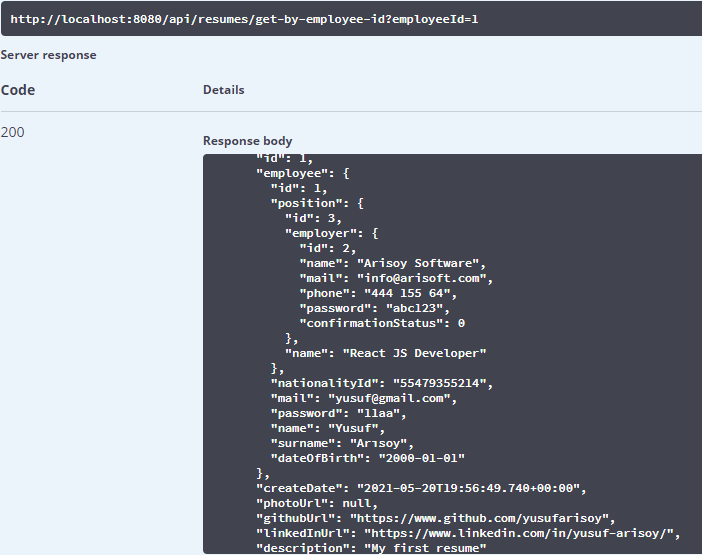 http://localhost:8080/api/resumes/get-by-employee-id?employeeId=1
Server response
Code Details
200
Response body
"id": 1,
"employee": {
"id": 1,
"position": {
"id": 3,
"employer": {
"id": 2,
"name": "Arisoy Software",
"mail": "info@arisoft.com",
"phone": "444 155 64",
"password": "abc123",
"confirmationStatus": 0
},
"name": "React JS Developer"
},
"nationalityId": "55479355214",
"mail": "yusuf@gmail.com",
"password": "11aa",
"name": "Yusuf",
"surname": "Arısoy",
"dateOfBirth": "2000-01-01"
},
"createDate": "2021-05-20T19:56:49.740+00:00",
"photoUrl": null,
"githubUrl": "https://www.github.com/yusufarisoy",
"linkedInUrl": "https://www.linkedin.com/in/yusuf-arisoy/",
"description": "My first resume"